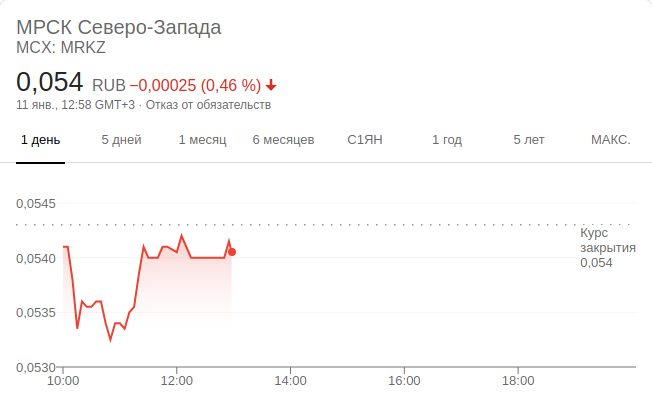 МРСК Северо-Запада
MCX: MRKZ
0,054 RUB −0,00025 (0,46 %)
11 янв., 12:58 GMT+3 · Отказ от обязательств
1 день 5 дней 1 месяц 6 месяцев С1ЯН 1 год 5 лет МАКС.
0,0545
Курс
закрытия
0,054
0,0540
0,0535
0,0530
10:00 12:00 14:00 16:00 18:00